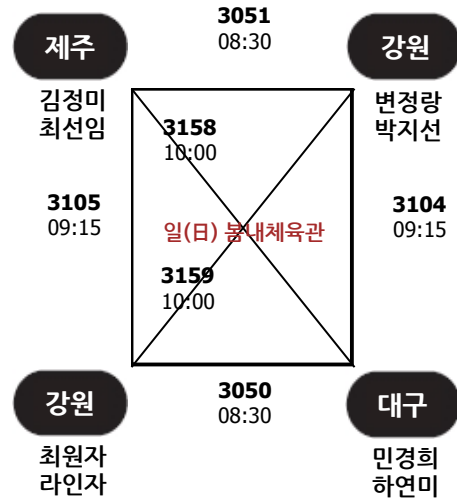 3051
08:30
제주
강원
김정미
최선임
변정랑
박지선
3158
10:00
3105
09:15
3104
09:15
일(日) 봄내체육관
3159
10:00
강원
3050
08:30
대구
최원자
라인자
민경희
하연미